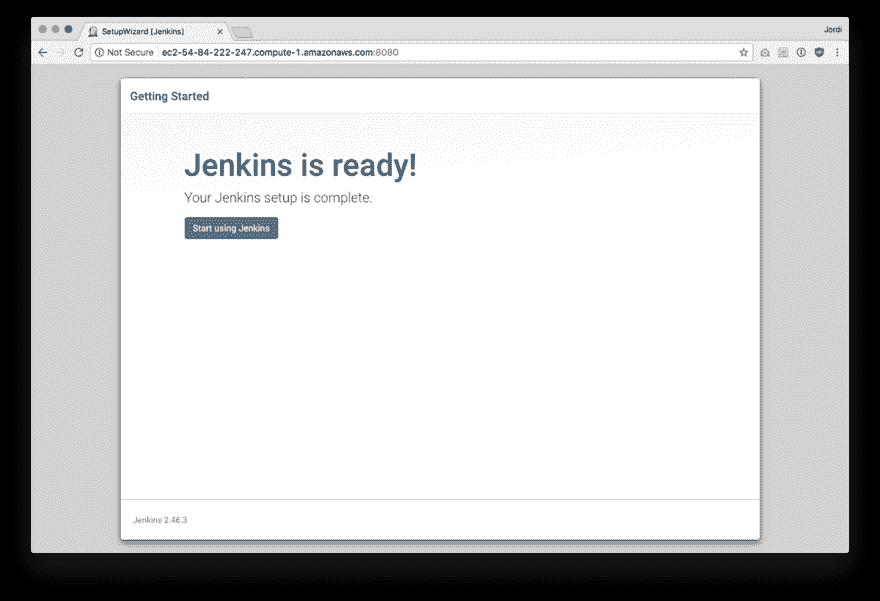 SetupWizard [Jenkins]
Jordi
Not Secure ec2-54-84-222-247.compute-1.amazonaws.com:8080
Getting Started
Jenkins is ready!
Your Jenkins setup is complete.
Start using Jenkins
Jenkins 2.46.3